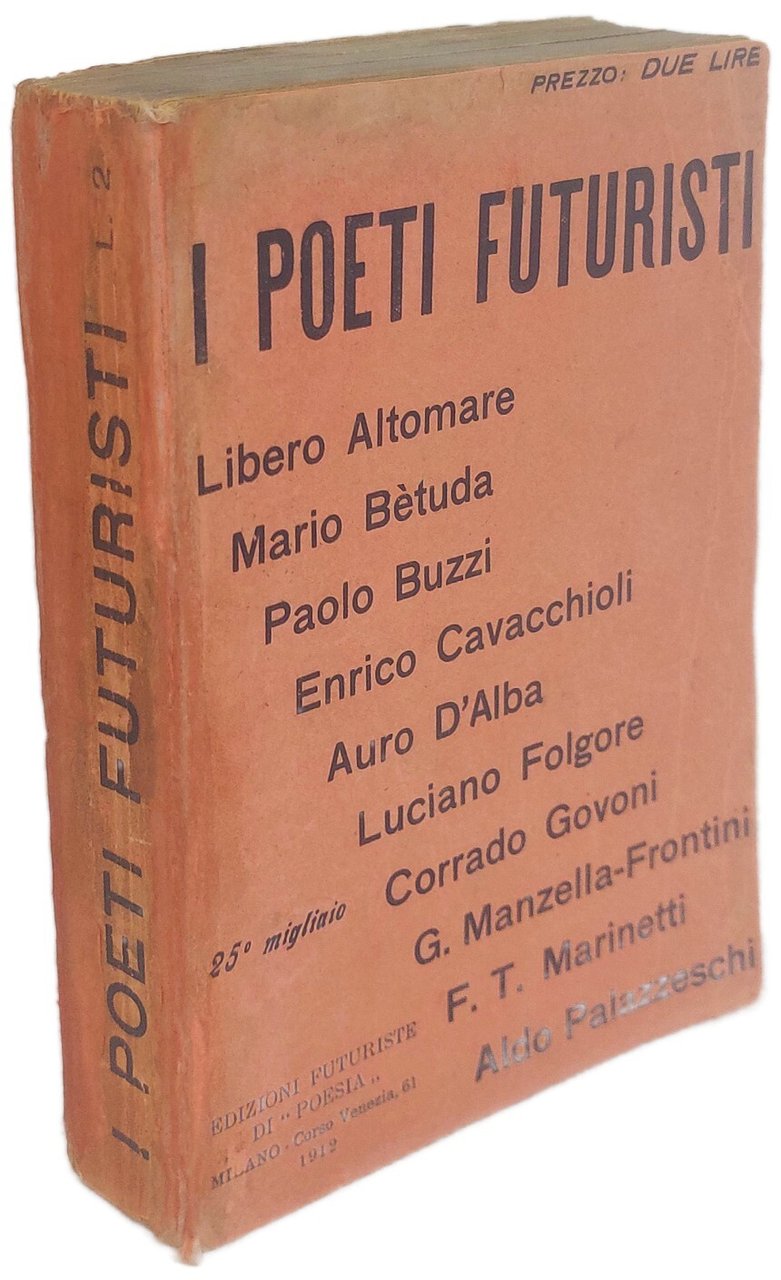 PREZZO: DUE LIRE
I POETI FUTURISTI
Libero Altomare
Mario Bètuda
Paolo Buzzi
Enrico Cavacchioli
Auro D'Alba
Luciano Folgore
Corrado Govoni
G. Manzella-Frontini
F. T. Marinetti
Aldo Palazzeschi
25° migliaio
EDIZIONI FUTURISTE
DI "POESIA"
MILANO - Corso Venezia, 61
1912
I POETI FUTURISTI L. 2